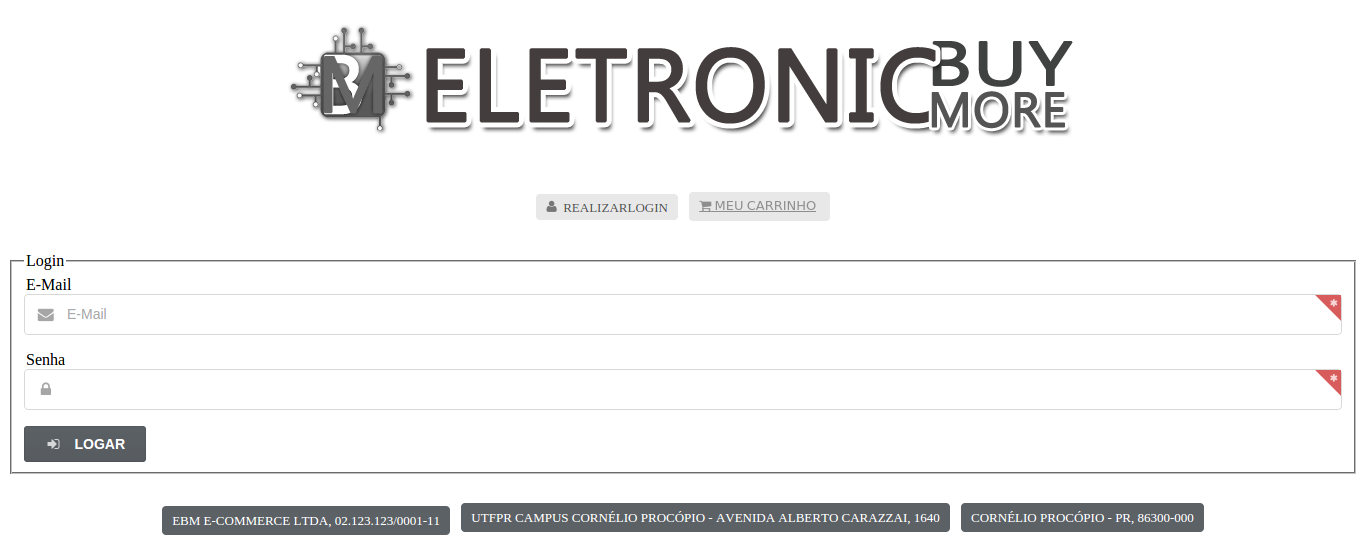 BM ELETRONIC BUY
MORE
REALIZARLOGIN MEU CARRINHO
Login
E-Mail
E-Mail
Senha
LOGAR
EBM E-COMMERCE LTDA, 02.123.123/0001-11 UTFPR CAMPUS CORNÉLIO PROCÓPIO - AVENIDA ALBERTO CARAZZAI, 1640 CORNÉLIO PROCÓPIO - PR, 86300-000